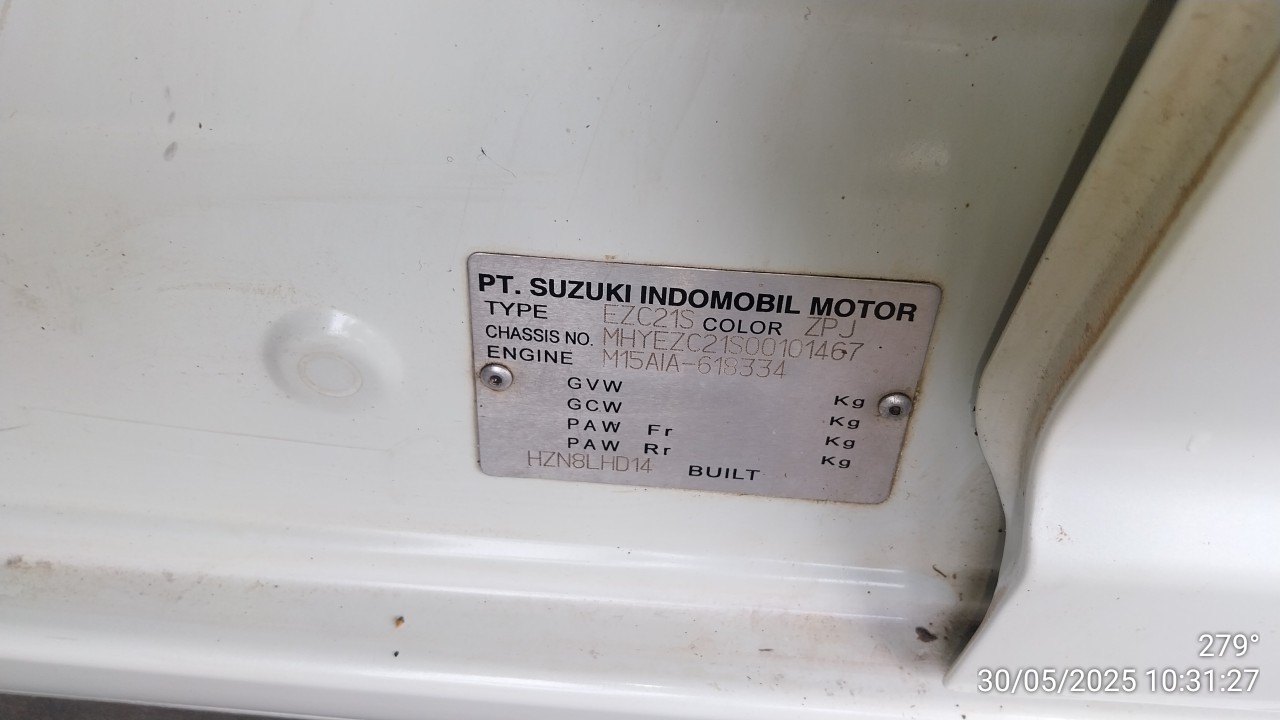 PT. SUZUKI INDOMOBIL MOTOR
TYPE EZC21S COLOR ZPJ
CHASSIS NO. MHYEZC21S00101467
ENGINE M15AIA-618334
GVW Kg
GCW Kg
PAW Fr Kg
PAW Rr Kg
HZN8LHD14 BUILT
279°
30/05/2025 10:31:27